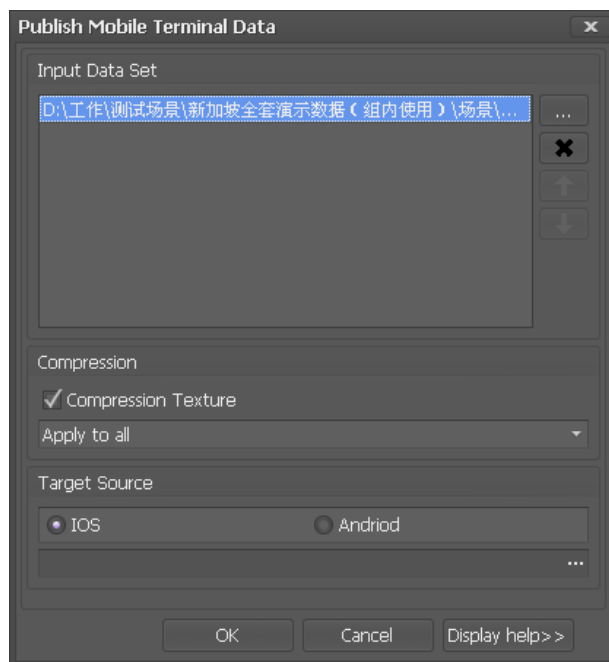 Publish Mobile Terminal Data
Input Data Set
D:\工作\测试场景\新加坡全套演示数据（组内使用）\场景\...
...
Compression
Compression Texture
Apply to all
Target Source
IOS
Andriod
...
OK
Cancel
Display help>>